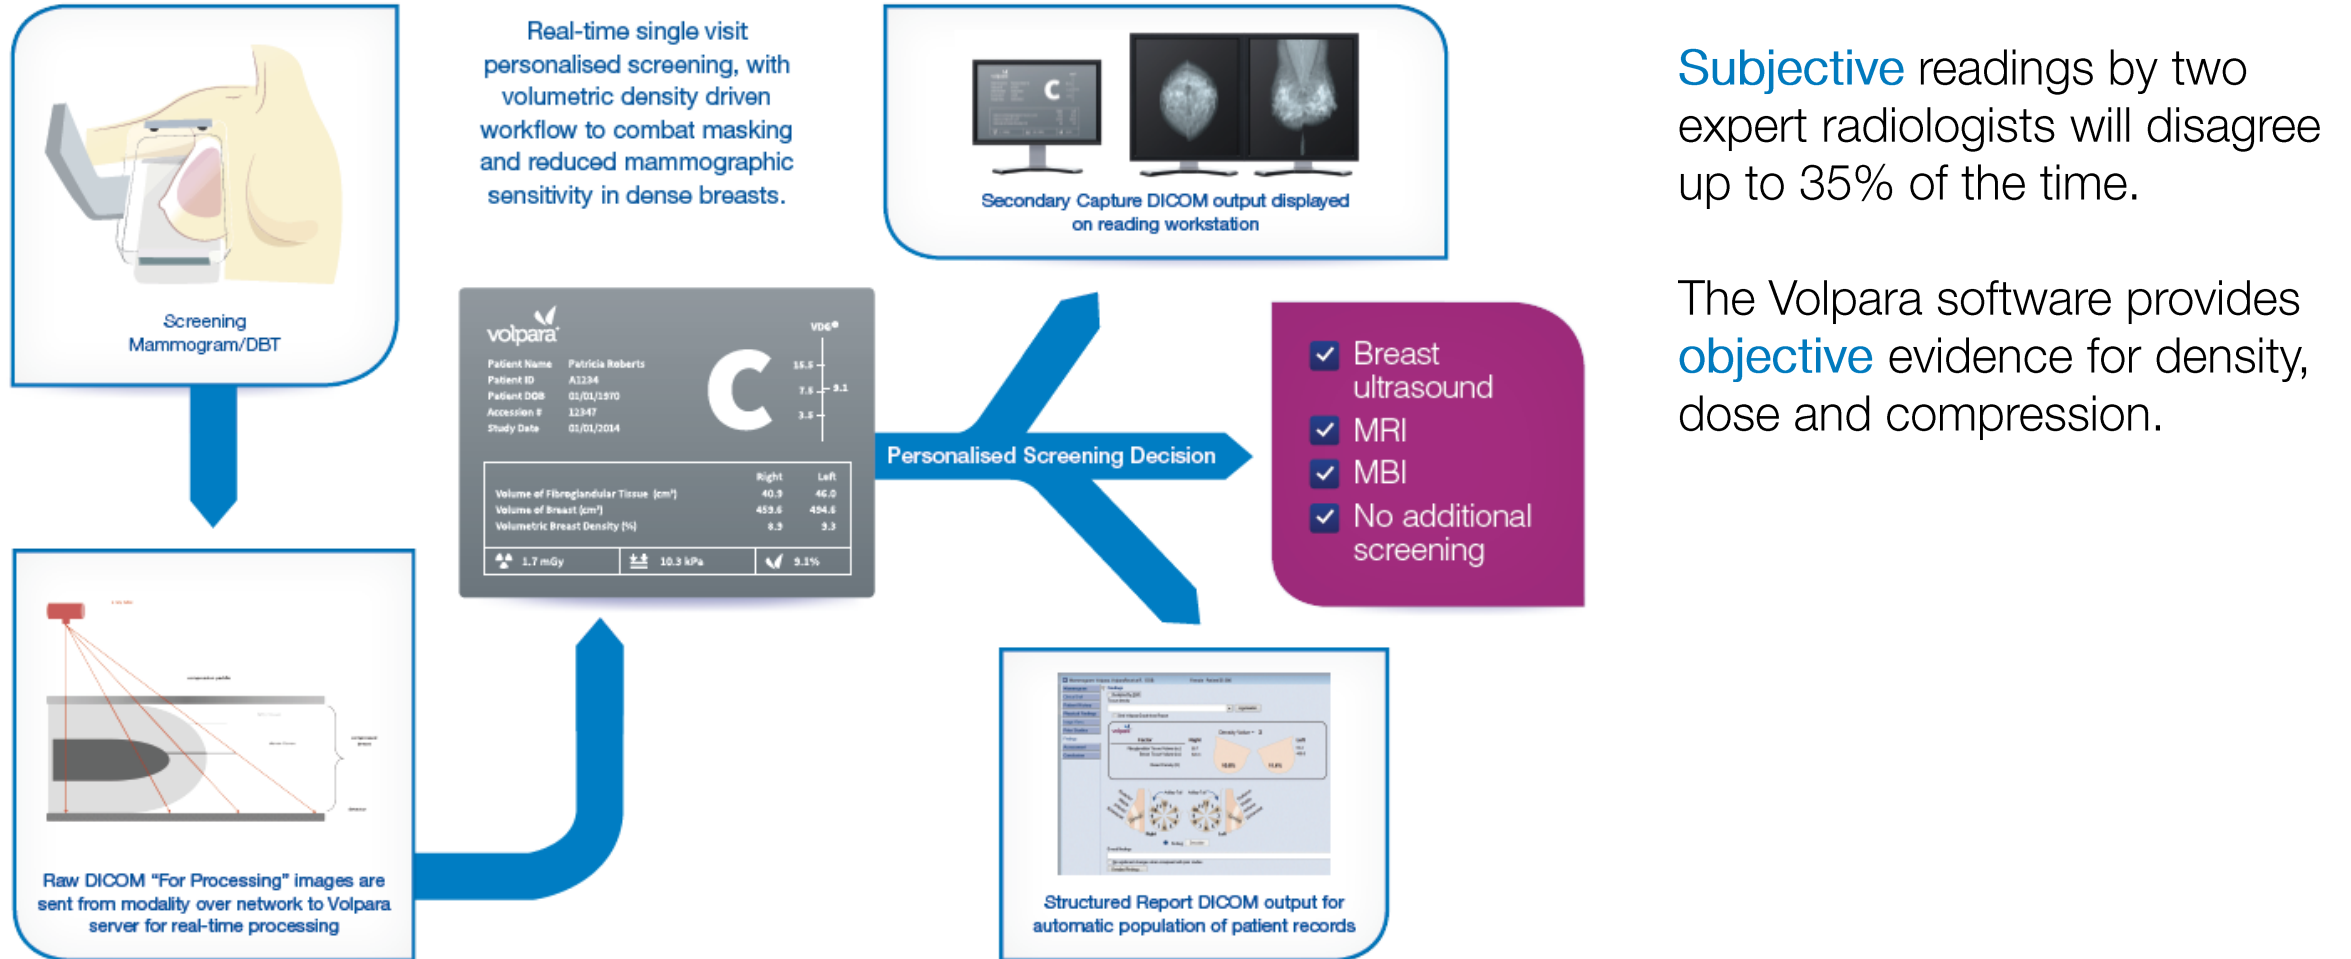 Real-time single visit
personalised screening, with
volumetric density driven
workflow to combat masking
and reduced mammographic
sensitivity in dense breasts.
Screening
Mammogram/DBT
Raw DICOM “For Processing” images are
sent from modality over network to Volpara
server for real-time processing
volpara
VDG®
Patient Name Patricia Roberts
Patient ID A1234
Patient DOB 01/01/1970
Accession # 12347
Study Date 01/01/2014
C
15.5
7.5 9.1
3.5
Right Left
Volume of Fibroglandular Tissue (cm³) 40.9 46.0
Volume of Breast (cm³) 459.6 494.6
Volumetric Breast Density (%) 8.9 9.3
1.7 mGy 10.3 kPa 9.1%
Secondary Capture DICOM output displayed
on reading workstation
C
Personalised Screening Decision
Breast
ultrasound
MRI
MBI
No additional
screening
volpara
Factor Right Left
Structured Report DICOM output for
automatic population of patient records
Subjective readings by two
expert radiologists will disagree
up to 35% of the time.
The Volpara software provides
objective evidence for density,
dose and compression.